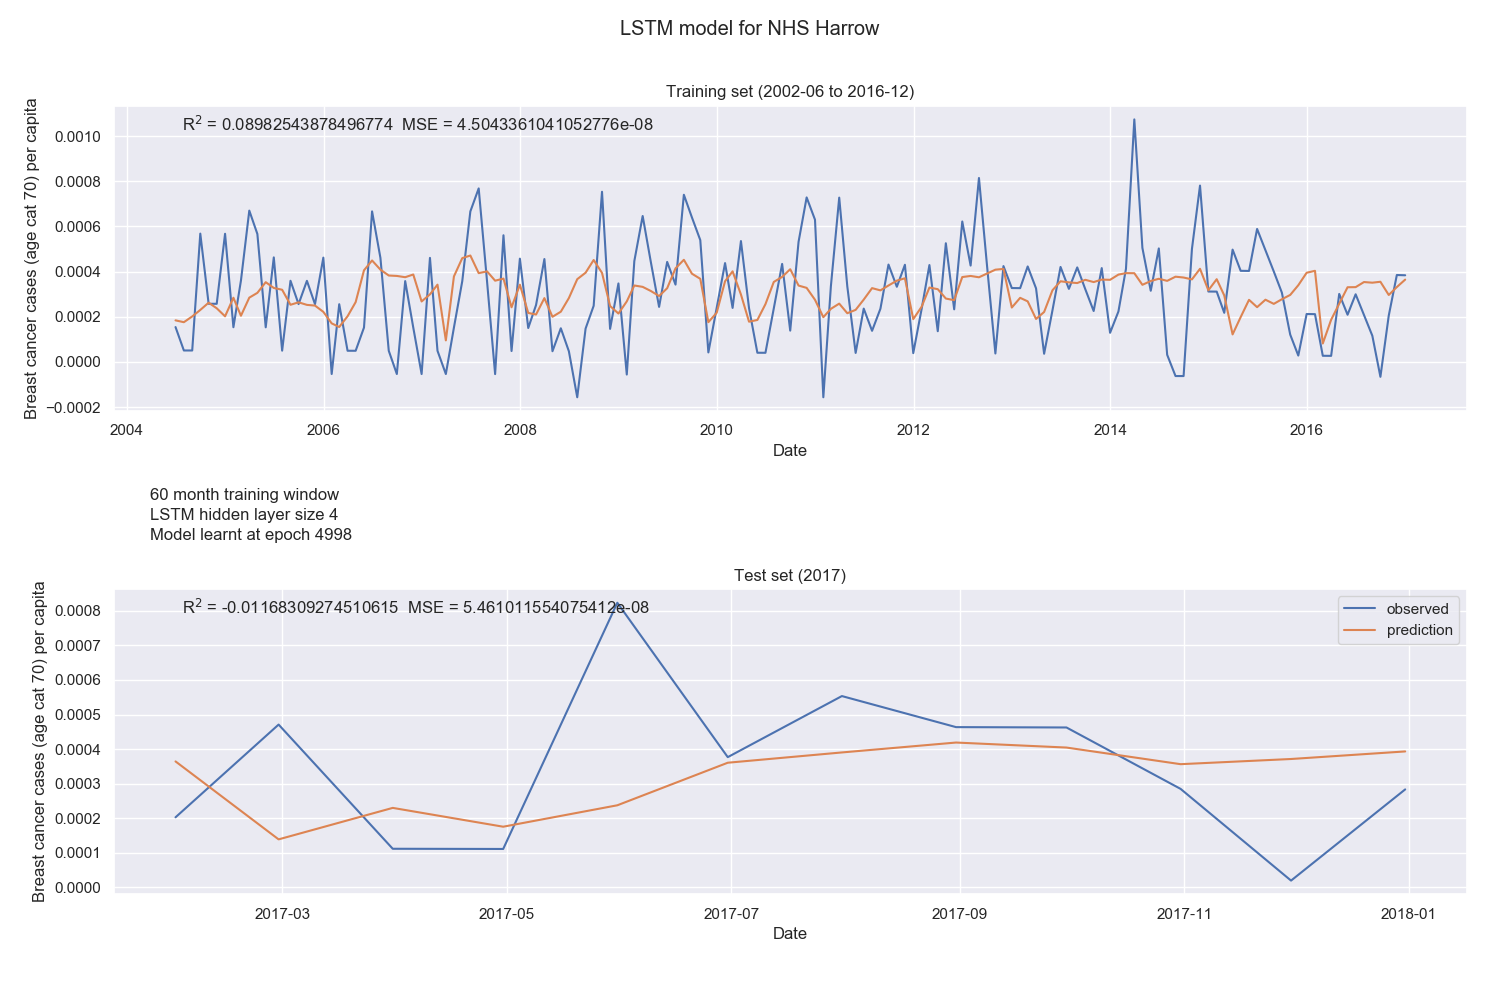 LSTM model for NHS Harrow
Training set (2002-06 to 2016-12)
R² = 0.08982543878496774 MSE = 4.5043361041052776e-08
Breast cancer cases (age cat 70) per capita
0.0010
0.0008
0.0006
0.0004
0.0002
0.0000
−0.0002
2004 2006 2008 2010 2012 2014 2016
Date
60 month training window
LSTM hidden layer size 4
Model learnt at epoch 4998
Test set (2017)
R² = -0.01168309274510615 MSE = 5.461011554075412e-08
observed
prediction
Breast cancer cases (age cat 70) per capita
0.0008
0.0007
0.0006
0.0005
0.0004
0.0003
0.0002
0.0001
0.0000
2017-03 2017-05 2017-07 2017-09 2017-11 2018-01
Date